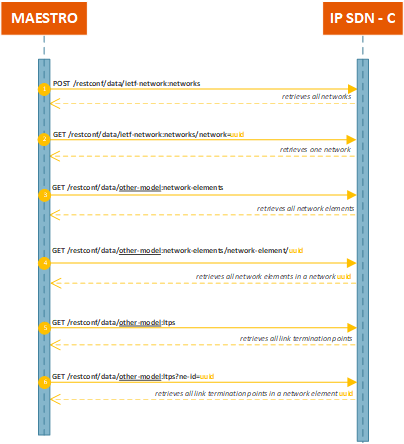 MAESTRO
IP SDN - C
1
POST /restconf/data/ietf-network:networks
retrieves all networks
2
GET /restconf/data/ietf-network:networks/network=uuid
retrieves one network
3
GET /restconf/data/other-model:network-elements
retrieves all network elements
4
GET /restconf/data/other-model:network-elements/network-element/uuid
retrieves all network elements in a network uuid
5
GET /restconf/data/other-model:ltps
retrieves all link termination points
6
GET /restconf/data/other-model:ltps?ne-id=uuid
retrieves all link termination points in a network element uuid